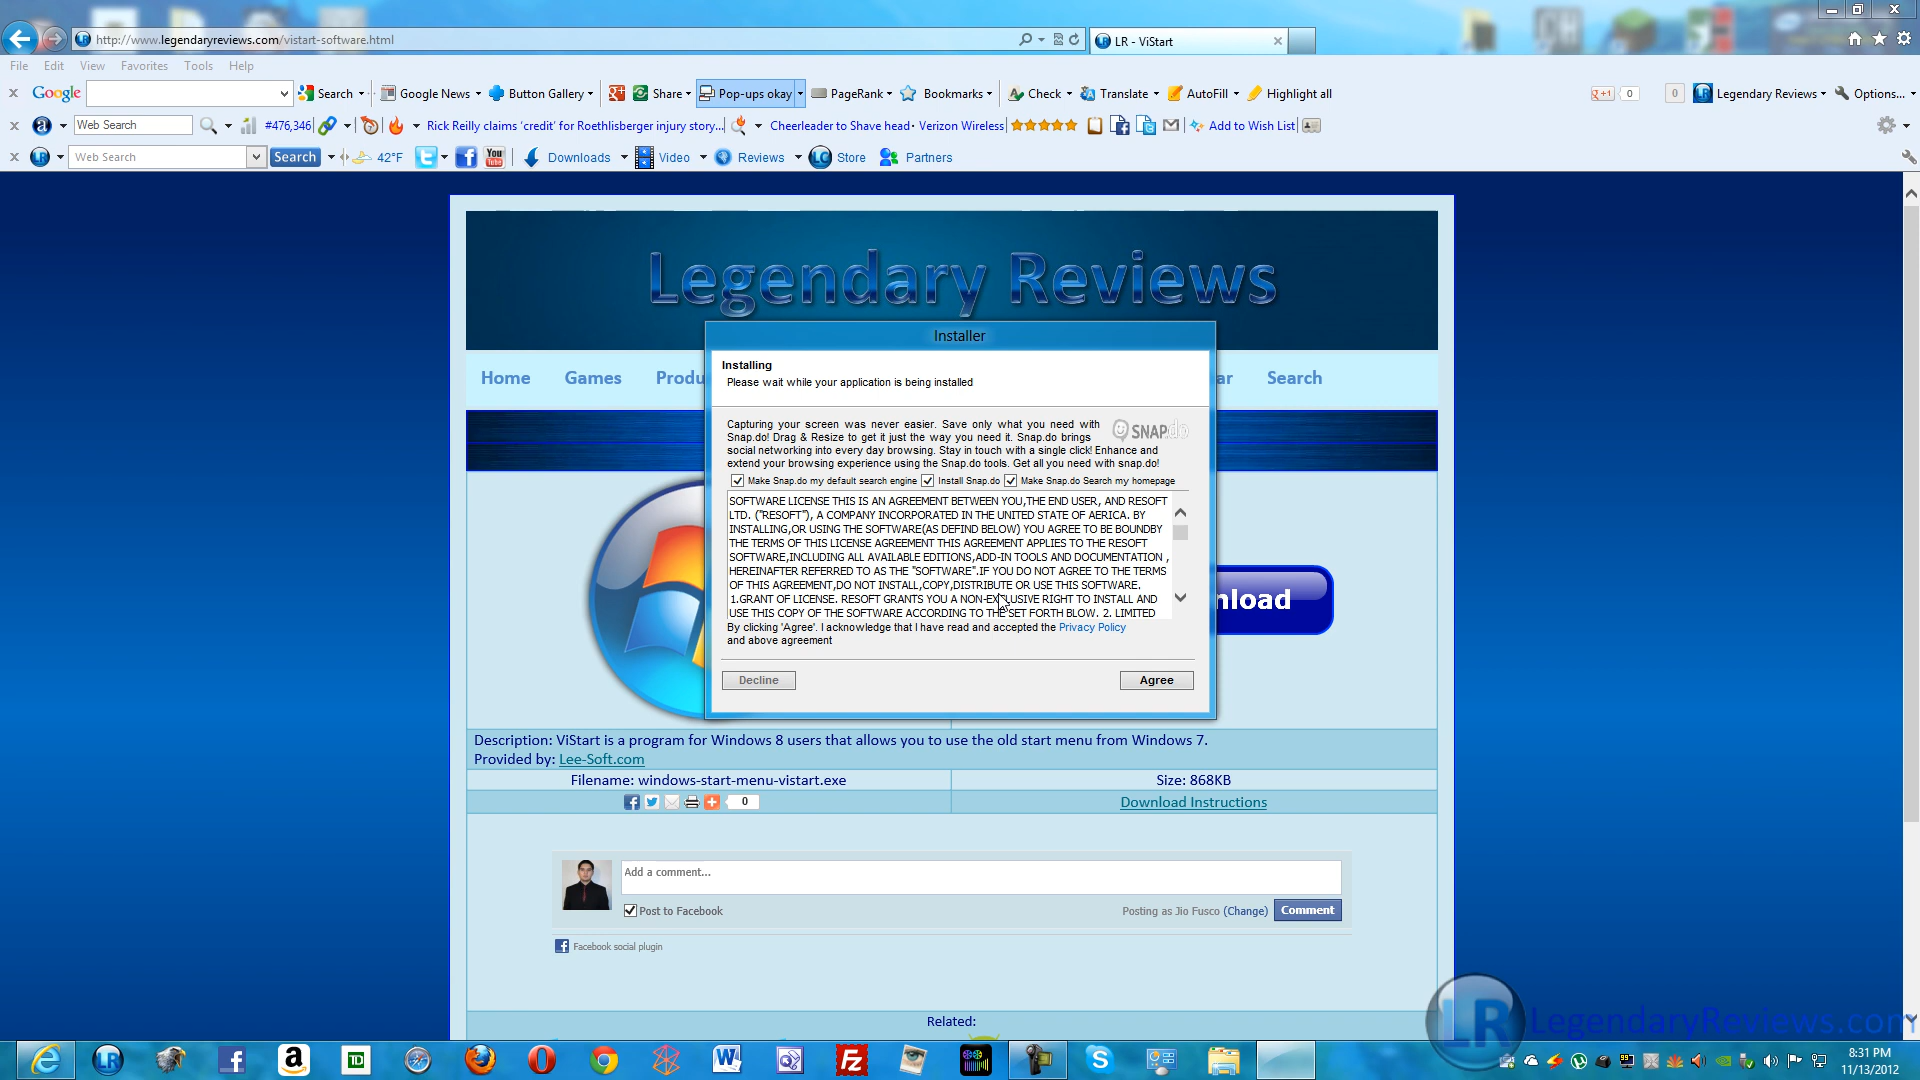 http://www.legendaryreviews.com/vistart-software.html
LR - ViStart
File Edit View Favorites Tools Help
Google Search Google News Button Gallery Share Pop-ups okay PageRank Bookmarks Check Translate AutoFill Highlight all +1 0 0 Legendary Reviews Options...
Web Search #476,346 Rick Reilly claims 'credit' for Roethlisberger injury story... Cheerleader to Shave head· Verizon Wireless Add to Wish List
Web Search Search 42°F You Tube Downloads Video Reviews Store Partners
Legendary Reviews
Installer
Home Games Produ ar Search
Installing
Please wait while your application is being installed
Capturing your screen was never easier. Save only what you need with
Snap.do! Drag & Resize to get it just the way you need it. Snap.do brings
social networking into every day browsing. Stay in touch with a single click! Enhance and
extend your browsing experience using the Snap.do tools. Get all you need with snap.do!
SNAP.do
Make Snap.do my default search engine Install Snap.do Make Snap.do Search my homepage
SOFTWARE LICENSE THIS IS AN AGREEMENT BETWEEN YOU,THE END USER, AND RESOFT
LTD. ("RESOFT"), A COMPANY INCORPORATED IN THE UNITED STATE OF AERICA. BY
INSTALLING,OR USING THE SOFTWARE(AS DEFIND BELOW) YOU AGREE TO BE BOUNDBY
THE TERMS OF THIS LICENSE AGREEMENT THIS AGREEMENT APPLIES TO THE RESOFT
SOFTWARE,INCLUDING ALL AVAILABLE EDITIONS,ADD-IN TOOLS AND DOCUMENTATION ,
HEREINAFTER REFERRED TO AS THE "SOFTWARE".IF YOU DO NOT AGREE TO THE TERMS
OF THIS AGREEMENT,DO NOT INSTALL,COPY,DISTRIBUTE OR USE THIS SOFTWARE.
1.GRANT OF LICENSE. RESOFT GRANTS YOU A NON-EXCLUSIVE RIGHT TO INSTALL AND
USE THIS COPY OF THE SOFTWARE ACCORDING TO THE SET FORTH BLOW. 2. LIMITED
By clicking 'Agree'. I acknowledge that I have read and accepted the Privacy Policy
and above agreement
Decline Agree
nload
Description: ViStart is a program for Windows 8 users that allows you to use the old start menu from Windows 7.
Provided by: Lee-Soft.com
Filename: windows-start-menu-vistart.exe Size: 868KB
0 Download Instructions
Add a comment...
Post to Facebook Posting as Jio Fusco (Change) Comment
Facebook social plugin
Related:
LR LegendaryReviews.com
8:31 PM
11/13/2012